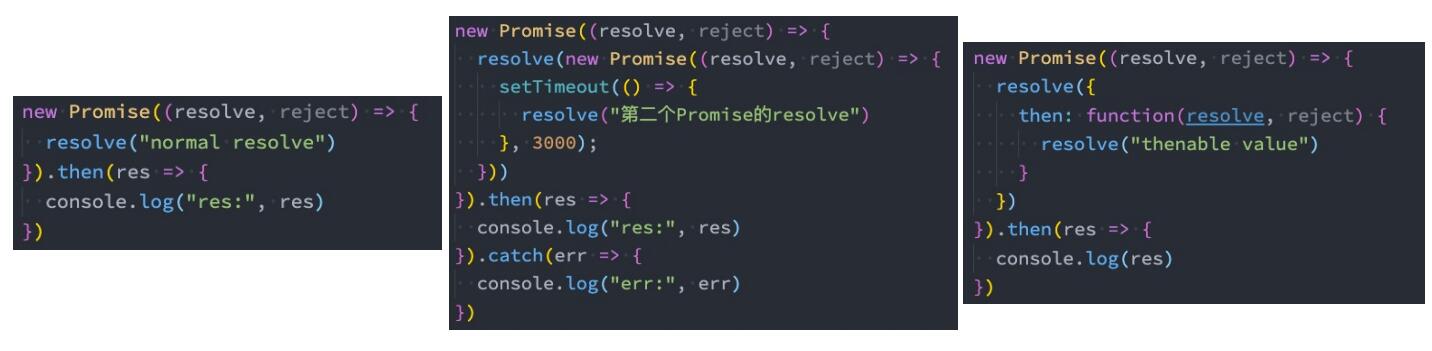 new Promise((resolve, reject) => {
  resolve("normal resolve")
}).then(res => {
  console.log("res:", res)
})
new Promise((resolve, reject) => {
  resolve(new Promise((resolve, reject) => {
    setTimeout(() => {
      resolve("第二个Promise的resolve")
    }, 3000);
  }))
}).then(res => {
  console.log("res:", res)
}).catch(err => {
  console.log("err:", err)
})
new Promise((resolve, reject) => {
  resolve({
    then: function(resolve, reject) {
      resolve("thenable value")
    }
  })
}).then(res => {
  console.log(res)
})